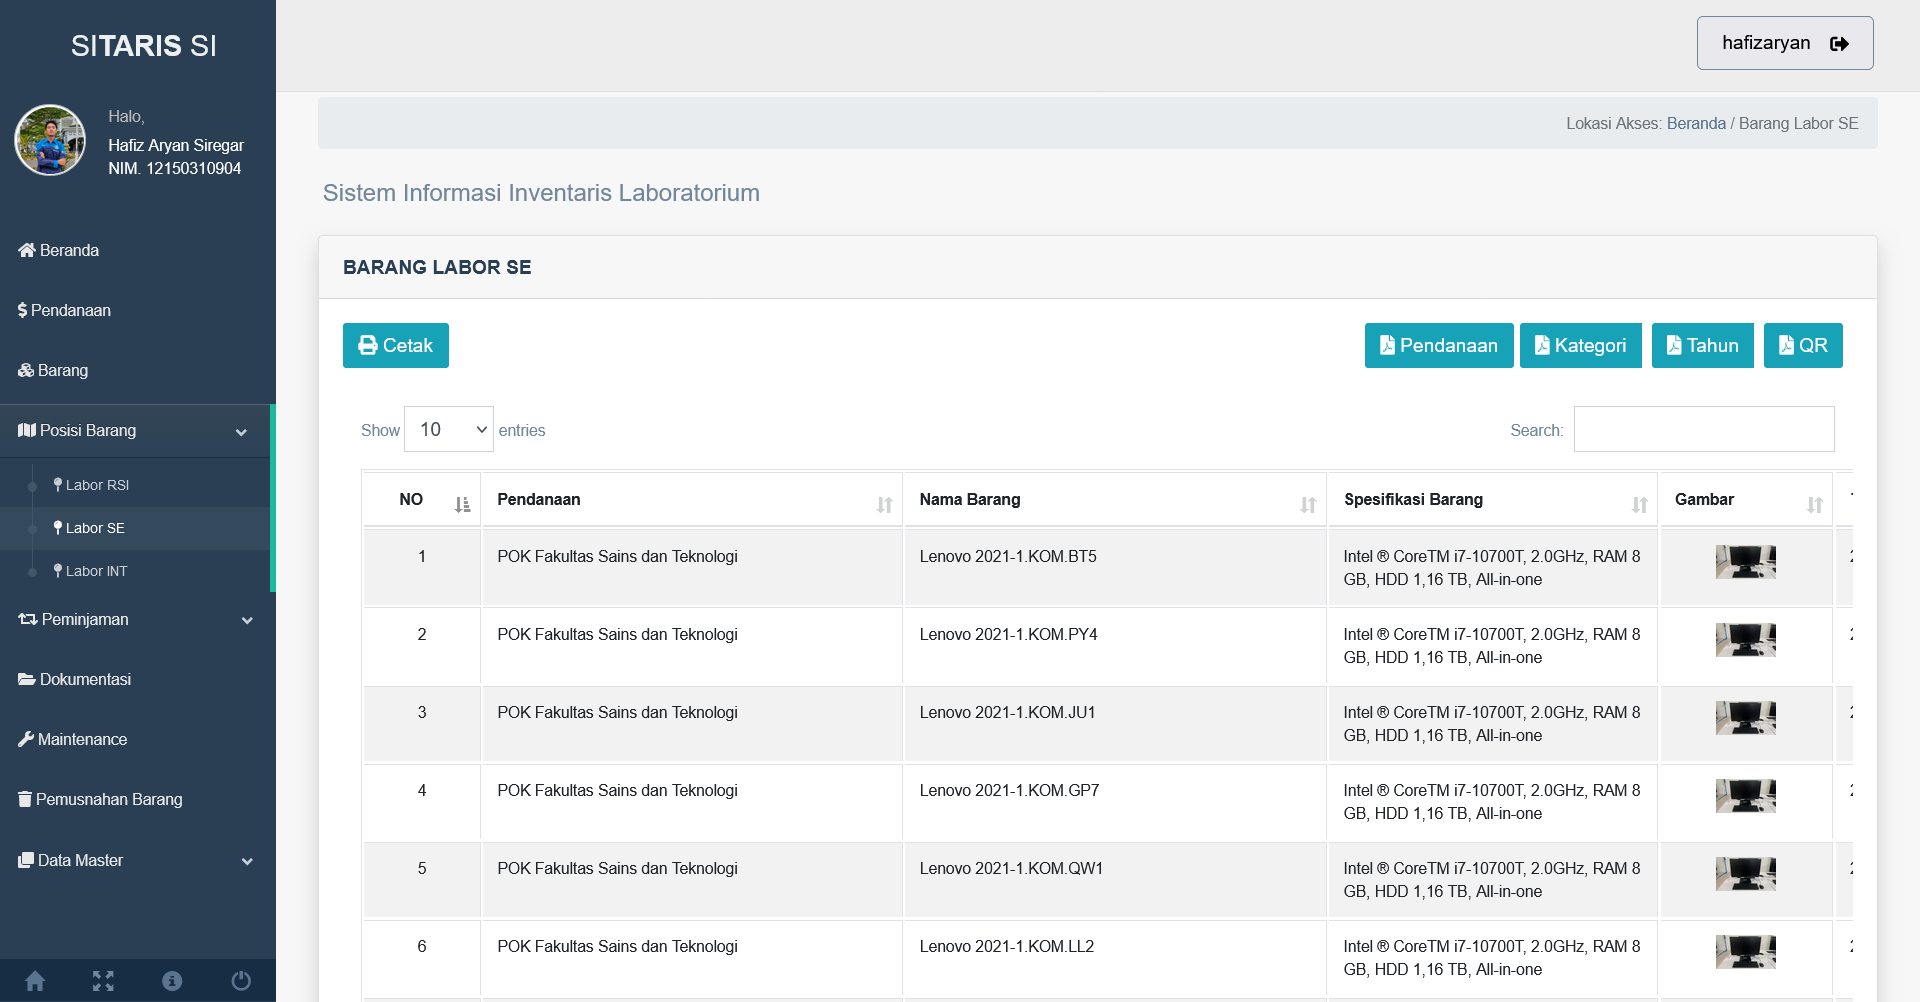 SITARIS SI
Halo,
Hafiz Aryan Siregar
NIM. 12150310904
Beranda
Pendanaan
Barang
Posisi Barang
Labor RSI
Labor SE
Labor INT
Peminjaman
Dokumentasi
Maintenance
Pemusnahan Barang
Data Master
hafizaryan
Lokasi Akses: Beranda / Barang Labor SE
Sistem Informasi Inventaris Laboratorium
BARANG LABOR SE
Cetak
Pendanaan Kategori Tahun QR
Show 10 entries
Search:
NO Pendanaan Nama Barang Spesifikasi Barang Gambar
1 POK Fakultas Sains dan Teknologi Lenovo 2021-1.KOM.BT5 Intel ® CoreTM i7-10700T, 2.0GHz, RAM 8
GB, HDD 1,16 TB, All-in-one
2 POK Fakultas Sains dan Teknologi Lenovo 2021-1.KOM.PY4 Intel ® CoreTM i7-10700T, 2.0GHz, RAM 8
GB, HDD 1,16 TB, All-in-one
3 POK Fakultas Sains dan Teknologi Lenovo 2021-1.KOM.JU1 Intel ® CoreTM i7-10700T, 2.0GHz, RAM 8
GB, HDD 1,16 TB, All-in-one
4 POK Fakultas Sains dan Teknologi Lenovo 2021-1.KOM.GP7 Intel ® CoreTM i7-10700T, 2.0GHz, RAM 8
GB, HDD 1,16 TB, All-in-one
5 POK Fakultas Sains dan Teknologi Lenovo 2021-1.KOM.QW1 Intel ® CoreTM i7-10700T, 2.0GHz, RAM 8
GB, HDD 1,16 TB, All-in-one
6 POK Fakultas Sains dan Teknologi Lenovo 2021-1.KOM.LL2 Intel ® CoreTM i7-10700T, 2.0GHz, RAM 8
GB, HDD 1,16 TB, All-in-one